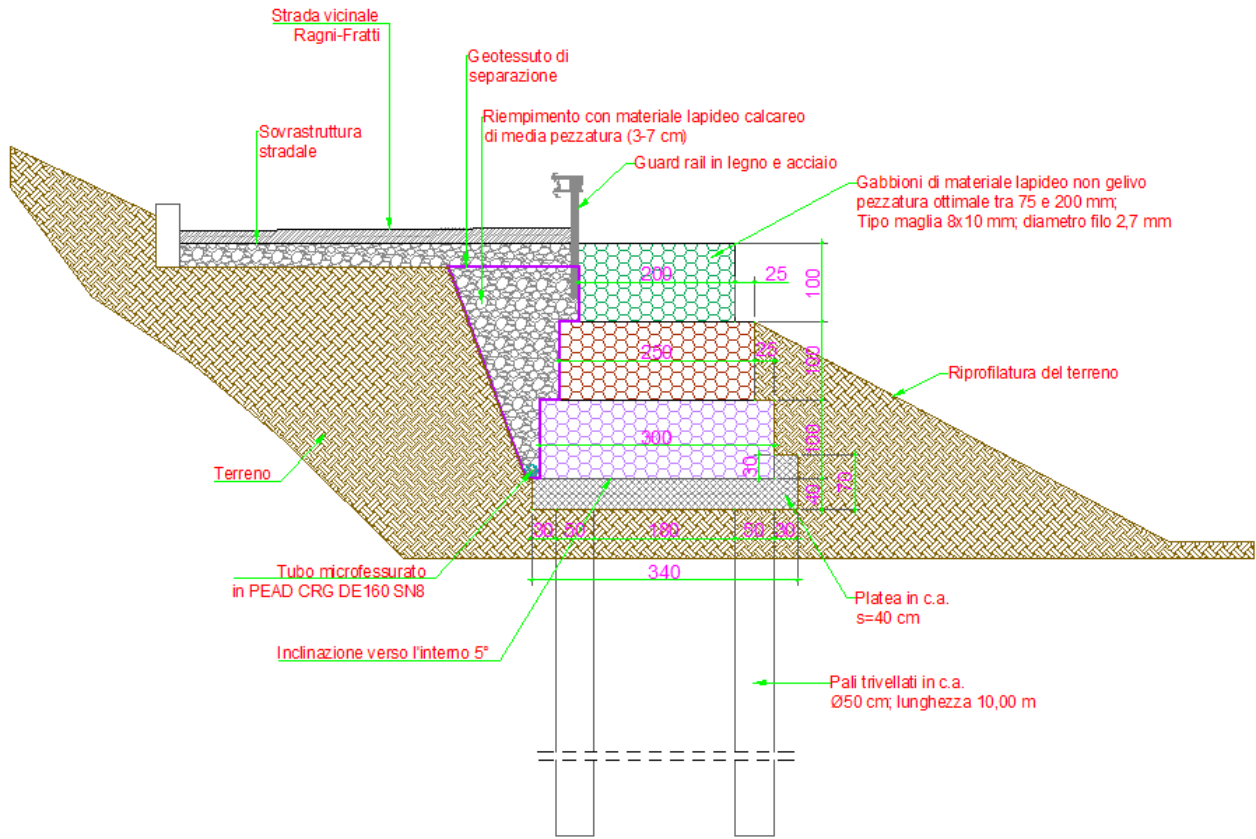 Strada vicinale
Ragni-Fratti
Geotessuto di
separazione
Riempimento con materiale lapideo calcareo
di media pezzatura (3-7 cm)
Sovrastruttura
stradale
Guard rail in legno e acciaio
Gabbioni di materiale lapideo non gelivo
pezzatura ottimale tra 75 e 200 mm;
Tipo maglia 8x10 mm; diametro filo 2,7 mm
200
25
100
250
25
100
Riprofilatura del terreno
300
100
30
Terreno
40
70
30
50
180
50
30
340
Tubo microfessurato
in PEAD CRG DE160 SN8
Platea in c.a.
s=40 cm
Inclinazione verso l'interno 5°
Pali trivellati in c.a.
Ø50 cm; lunghezza 10,00 m